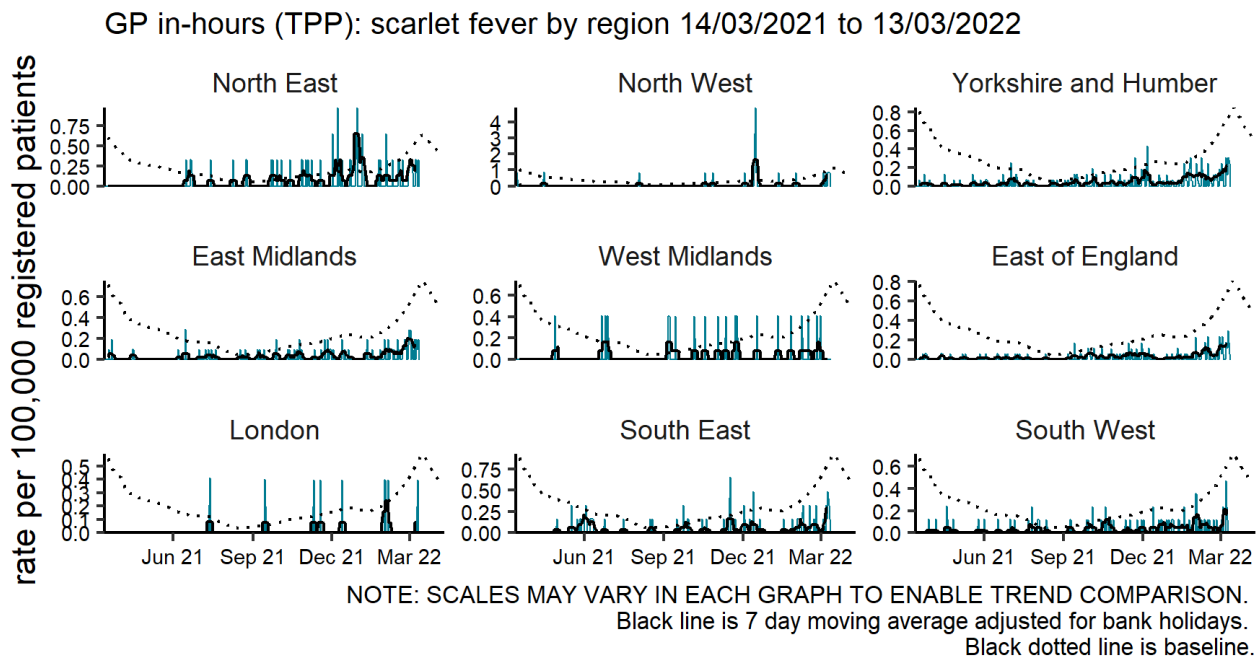 GP in-hours (TPP): scarlet fever by region 14/03/2021 to 13/03/2022
rate per 100,000 registered patients
North East
North West
Yorkshire and Humber
0.75
0.50
0.25
0.00
4
3
2
1
0
0.8
0.6
0.4
0.2
0.0
East Midlands
West Midlands
East of England
0.6
0.4
0.2
0.0
0.6
0.4
0.2
0.0
0.8
0.6
0.4
0.2
0.0
London
South East
South West
0.5
0.4
0.3
0.2
0.1
0.0
0.75
0.50
0.25
0.00
0.6
0.4
0.2
0.0
Jun 21 Sep 21 Dec 21 Mar 22
Jun 21 Sep 21 Dec 21 Mar 22
Jun 21 Sep 21 Dec 21 Mar 22
NOTE: SCALES MAY VARY IN EACH GRAPH TO ENABLE TREND COMPARISON.
Black line is 7 day moving average adjusted for bank holidays.
Black dotted line is baseline.